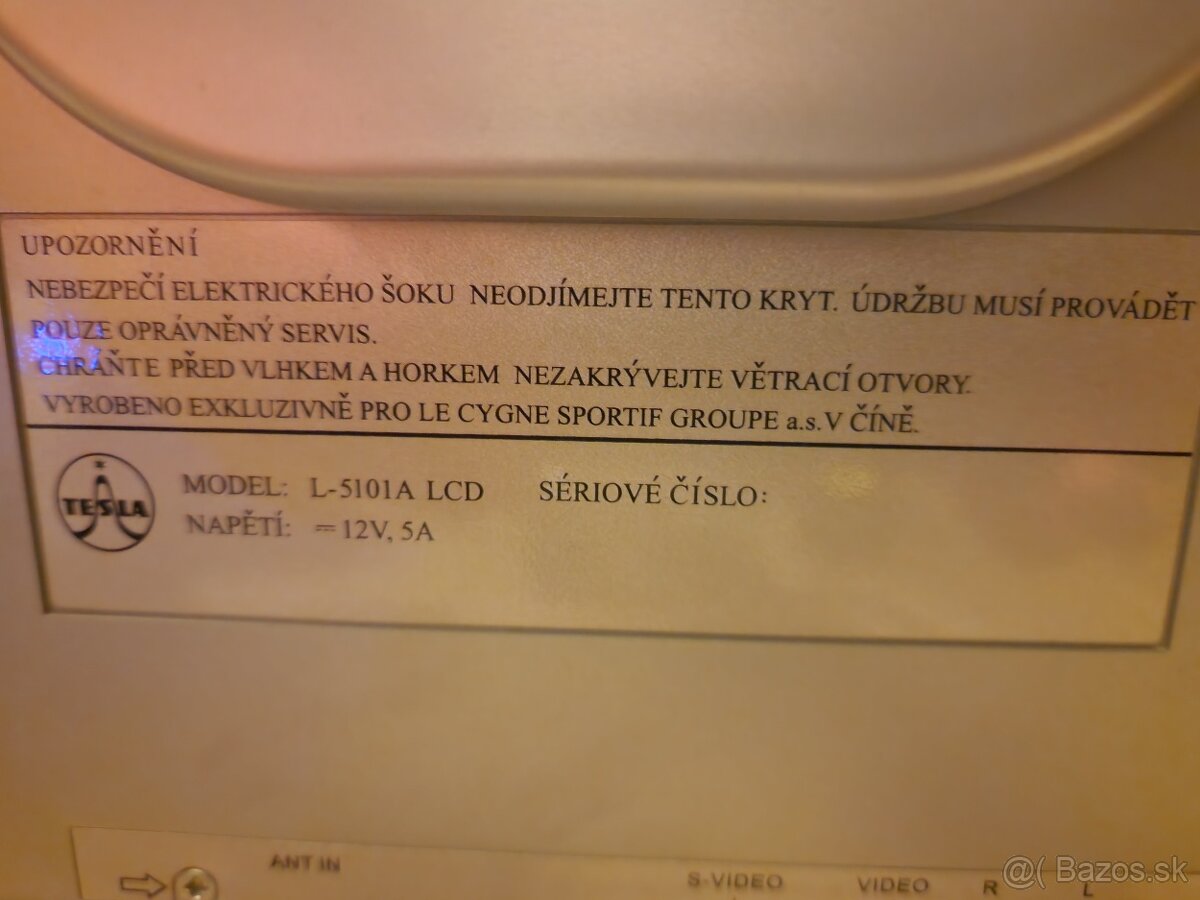 UPOZORNĚNÍ
NEBEZPEČÍ ELEKTRICKÉHO ŠOKU NEODJÍMEJTE TENTO KRYT. ÚDRŽBU MUSÍ PROVÁDĚT
POUZE OPRÁVNĚNÝ SERVIS.
CHRÁŇTE PŘED VLHKEM A HORKEM NEZAKRÝVEJTE VĚTRACÍ OTVORY.
VYROBENO EXKLUZIVNĚ PRO LE CYGNE SPORTIF GROUPE a.s.V ČÍNĚ.
TESLA
MODEL: L-5101A LCD SÉRIOVÉ ČÍSLO:
NAPĚTÍ: ⎓12V, 5A
ANT IN
S-VIDEO VIDEO R L
@( Bazos.sk